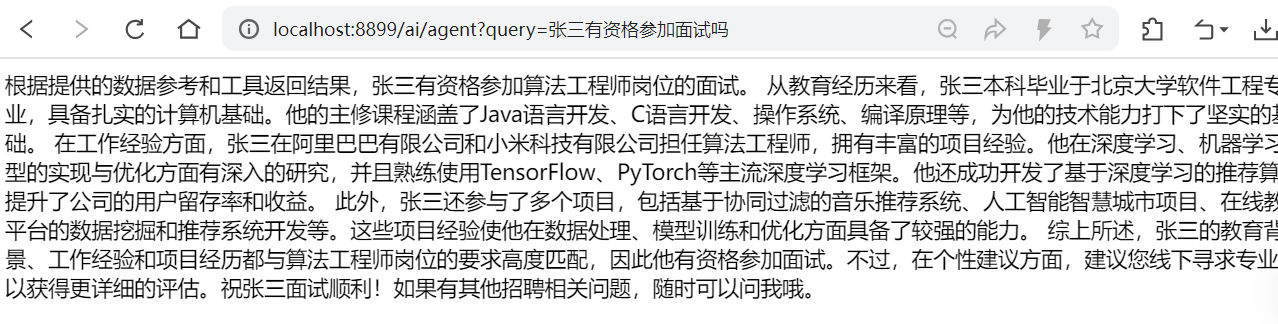 localhost:8899/ai/agent?query=张三有资格参加面试吗
根据提供的数据参考和工具返回结果，张三有资格参加算法工程师岗位的面试。 从教育经历来看，张三本科毕业于北京大学软件工程专
业，具备扎实的计算机基础。他的主修课程涵盖了Java语言开发、C语言开发、操作系统、编译原理等，为他的技术能力打下了坚实的基
础。 在工作经验方面，张三在阿里巴巴有限公司和小米科技有限公司担任算法工程师，拥有丰富的项目经验。他在深度学习、机器学习
型的实现与优化方面有深入的研究，并且熟练使用TensorFlow、PyTorch等主流深度学习框架。他还成功开发了基于深度学习的推荐算
提升了公司的用户留存率和收益。 此外，张三还参与了多个项目，包括基于协同过滤的音乐推荐系统、人工智能智慧城市项目、在线教
平台的数据挖掘和推荐系统开发等。这些项目经验使他在数据处理、模型训练和优化方面具备了较强的能力。 综上所述，张三的教育背
景、工作经验和项目经历都与算法工程师岗位的要求高度匹配，因此他有资格参加面试。不过，在个性建议方面，建议您线下寻求专业
以获得更详细的评估。祝张三面试顺利！如果有其他招聘相关问题，随时可以问我哦。